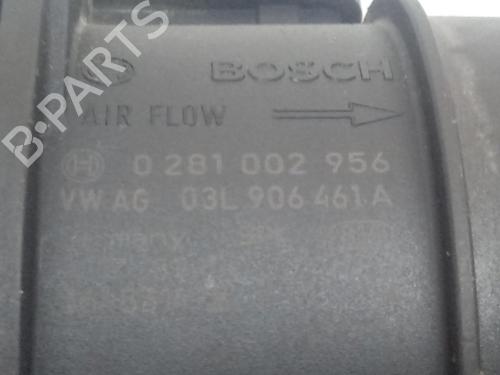 BOSCH
AIR FLOW
0 281 002 956
VW AG 03L 906 461 A
B-PARTS